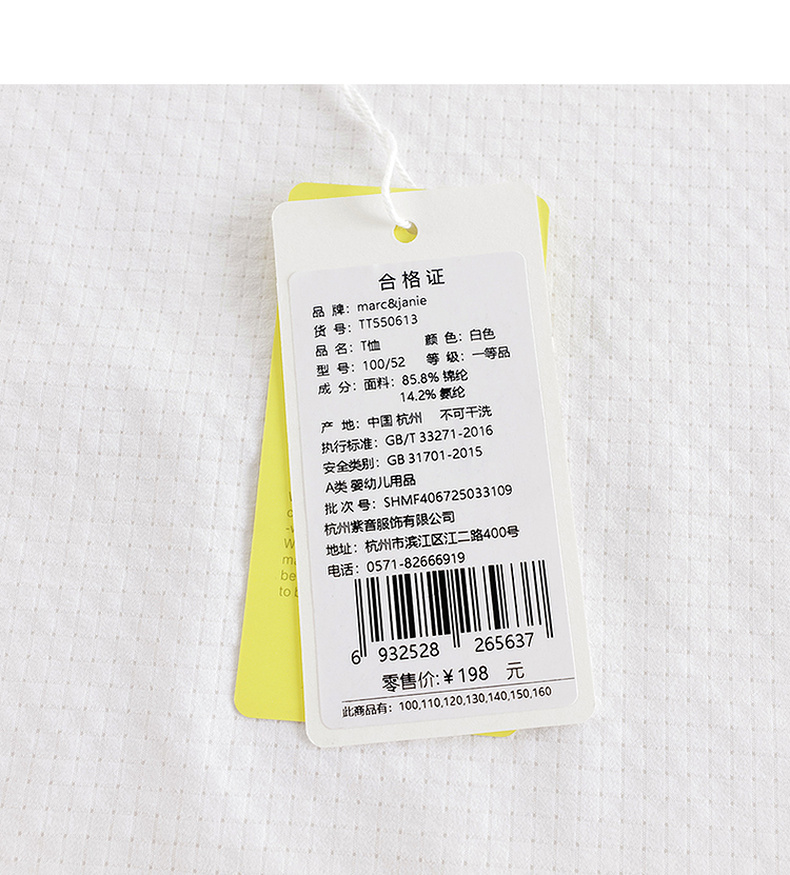 合格证
品 牌：marc&janie
货 号：TT550613
品 名：T恤 颜 色：白色
型 号：100/52 等 级：一等品
成 分：面料：85.8% 锦纶
14.2% 氨纶
产 地：中国 杭州 不可干洗
执行标准：GB/T 33271-2016
安全类别：GB 31701-2015
A类 婴幼儿用品
批 次 号：SHMF406725033109
杭州紫音服饰有限公司
地址：杭州市滨江区江二路400号
电话：0571-82666919
6 932528 265637
零售价:¥198 元
此商品有：100,110,120,130,140,150,160